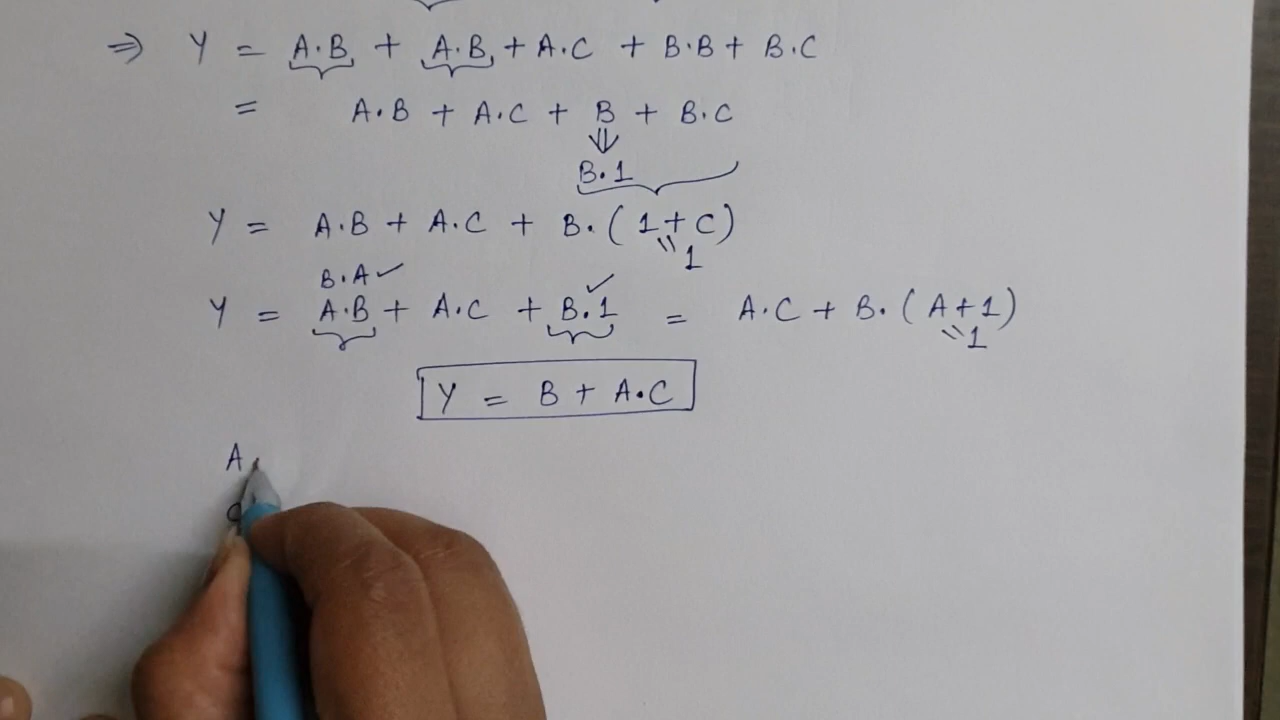 ⇒ Y = A·B + A·B + A·C + B·B + B·C
= A·B + A·C + B + B·C
⇓
B·1
Y = A·B + A·C + B·(1+C)
" 1
B·A ✓ ✓
Y = A·B + A·C + B·1 = A·C + B·(A+1)
" 1
Y = B + A·C
A